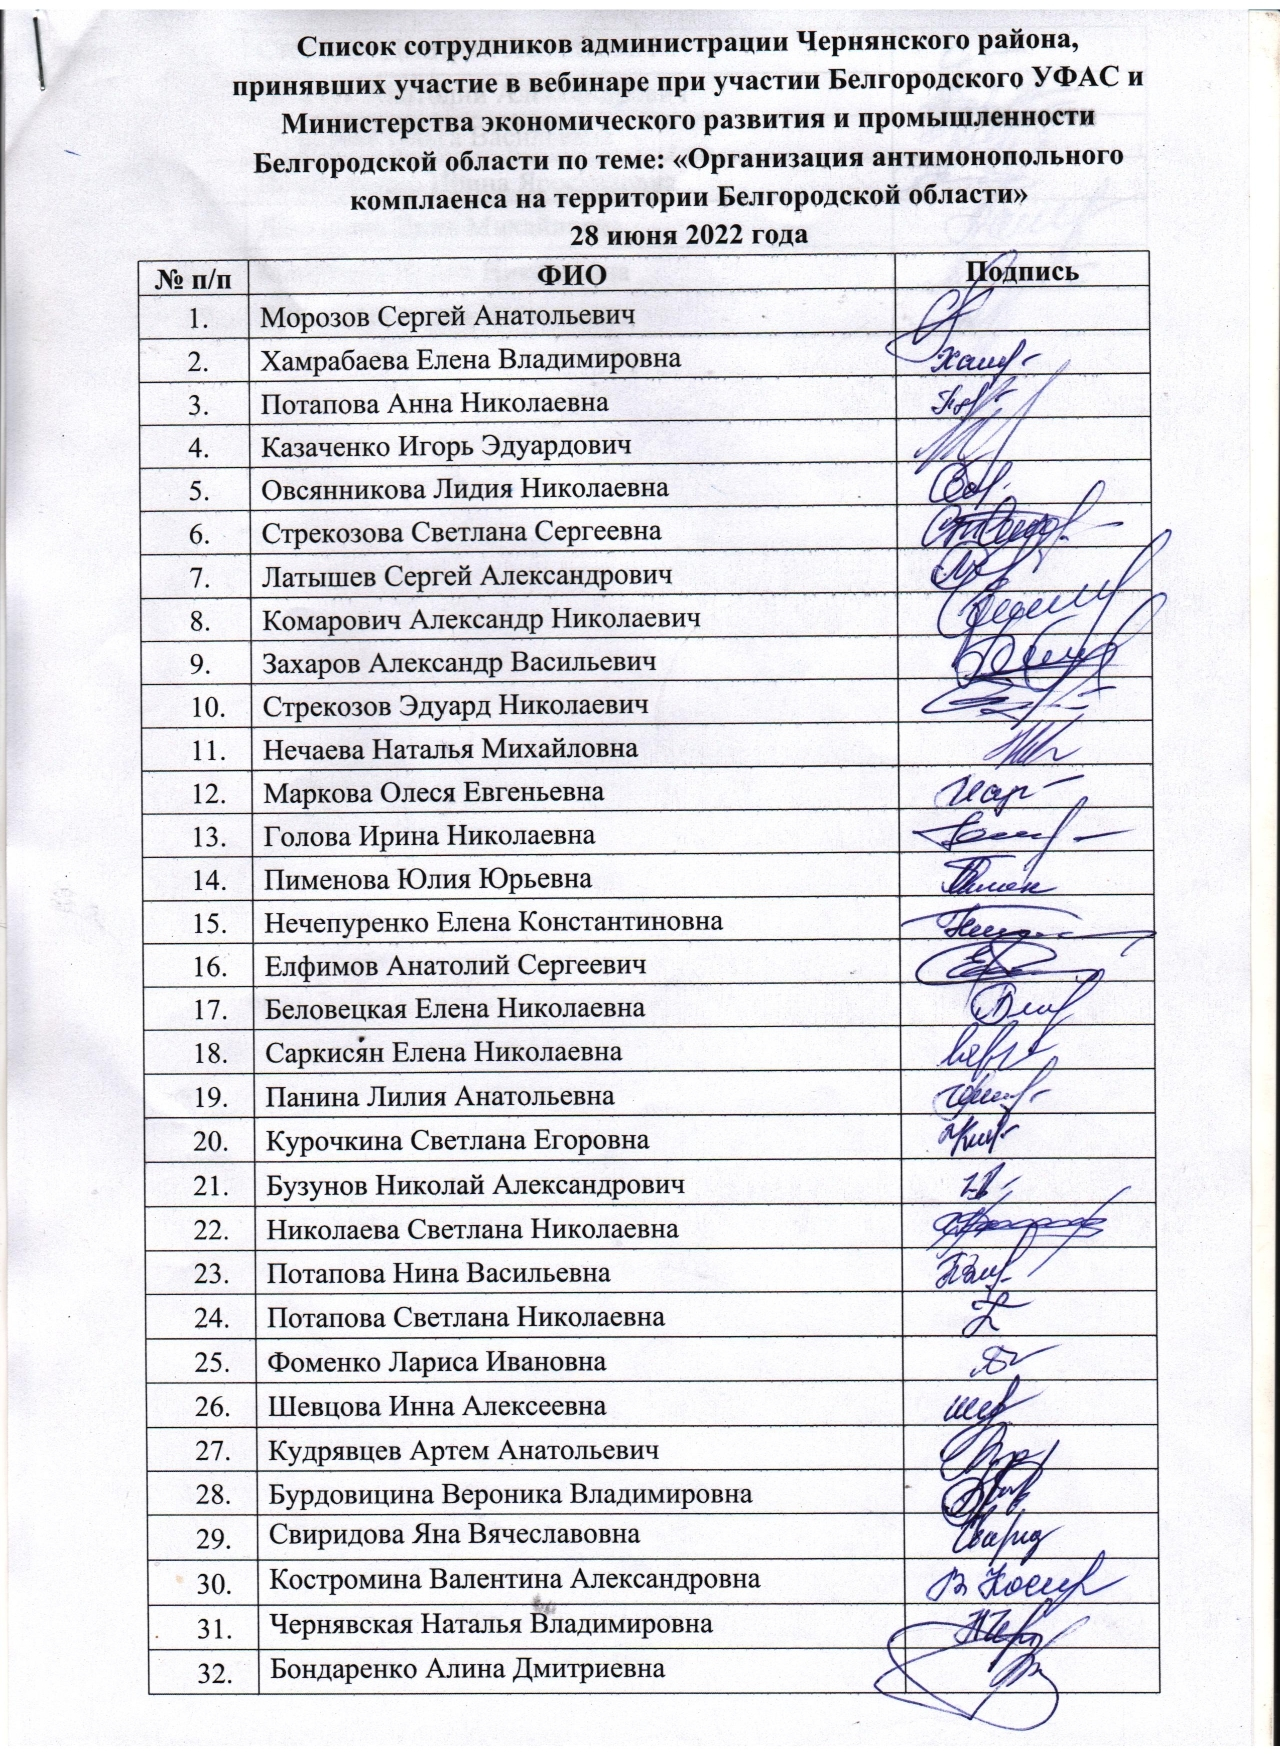 Список сотрудников администрации Чернянского района,
принявших участие в вебинаре при участии Белгородского УФАС и
Министерства экономического развития и промышленности
Белгородской области по теме: «Организация антимонопольного
комплаенса на территории Белгородской области»
28 июня 2022 года
№ п/п ФИО Подпись
1. Морозов Сергей Анатольевич
2. Хамрабаева Елена Владимировна
3. Потапова Анна Николаевна
4. Казаченко Игорь Эдуардович
5. Овсянникова Лидия Николаевна
6. Стрекозова Светлана Сергеевна
7. Латышев Сергей Александрович
8. Комарович Александр Николаевич
9. Захаров Александр Васильевич
10. Стрекозов Эдуард Николаевич
11. Нечаева Наталья Михайловна
12. Маркова Олеся Евгеньевна
13. Голова Ирина Николаевна
14. Пименова Юлия Юрьевна
15. Нечепуренко Елена Константиновна
16. Елфимов Анатолий Сергеевич
17. Беловецкая Елена Николаевна
18. Саркисян Елена Николаевна
19. Панина Лилия Анатольевна
20. Курочкина Светлана Егоровна
21. Бузунов Николай Александрович
22. Николаева Светлана Николаевна
23. Потапова Нина Васильевна
24. Потапова Светлана Николаевна
25. Фоменко Лариса Ивановна
26. Шевцова Инна Алексеевна
27. Кудрявцев Артем Анатольевич
28. Бурдовицина Вероника Владимировна
29. Свиридова Яна Вячеславовна
30. Костромина Валентина Александровна
31. Чернявская Наталья Владимировна
32. Бондаренко Алина Дмитриевна